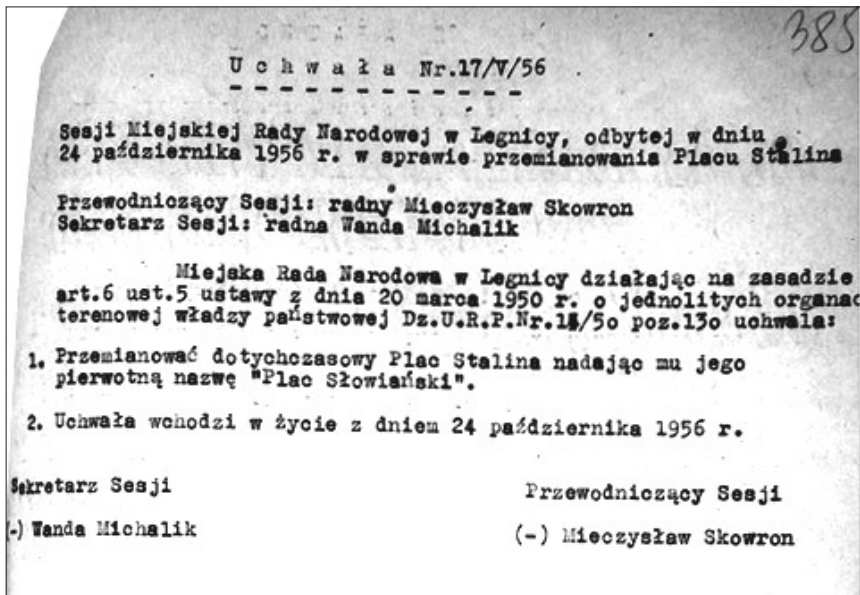 385
U c h w a ł a Nr.17/V/56
Sesji Miejskiej Rady Narodowej w Legnicy, odbytej w dniu
24 października 1956 r. w sprawie przemianowania Placu Stalina
Przewodniczący Sesji: radny Mieczysław Skowron
Sekretarz Sesji: radna Wanda Michalik
Miejska Rada Narodowa w Legnicy działając na zasadzie
art.6 ust.5 ustawy z dnia 20 marca 1950 r. o jednolitych organac
terenowej władzy państwowej Dz.U.R.P.Nr.14/5o poz.13o uchwala:
1. Przemianować dotychczasowy Plac Stalina nadając mu jego
pierwotną nazwę "Plac Słowiański".
2. Uchwała wchodzi w życie z dniem 24 października 1956 r.
Sekretarz Sesji
Przewodniczący Sesji
(-) Wanda Michalik
(-) Mieczysław Skowron